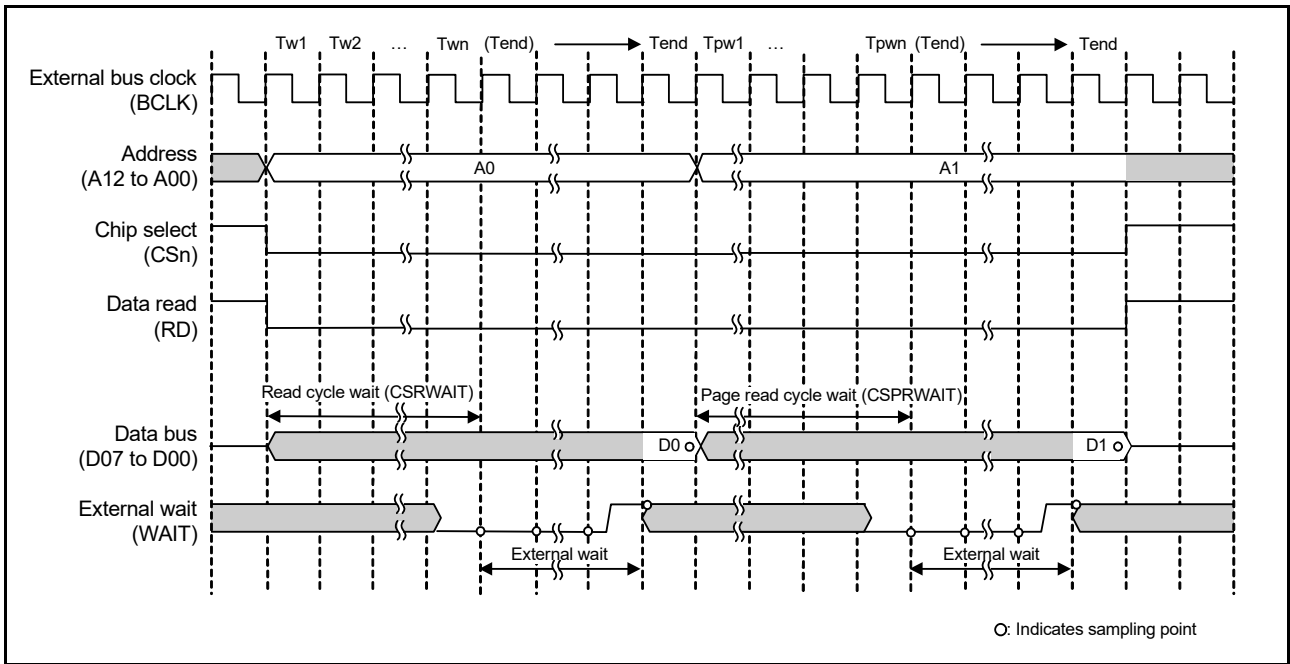 Tw1 Tw2 … Twn (Tend) Tend Tpw1 … Tpwn (Tend) Tend
External bus clock
(BCLK)
Address
(A12 to A00)
A0 A1
Chip select
(CSn)
Data read
(RD)
Read cycle wait (CSRWAIT) Page read cycle wait (CSPRWAIT)
Data bus
(D07 to D00)
D0 D1
External wait
(WAIT)
External wait External wait
O: Indicates sampling point